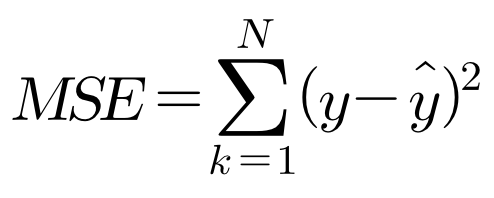 MSE = \sum_{k=1}^{N} (y - \hat{y})^2